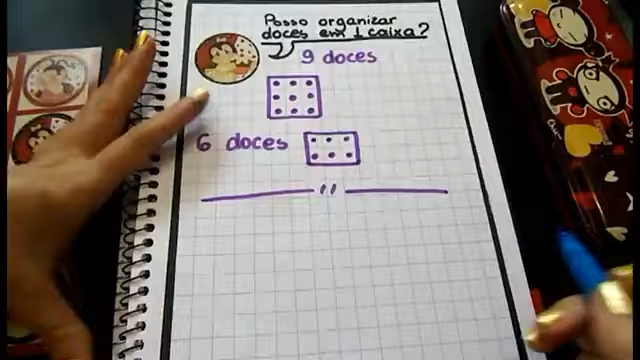 Posso organizar
doces em 1 caixa?
9 doces
6 doces